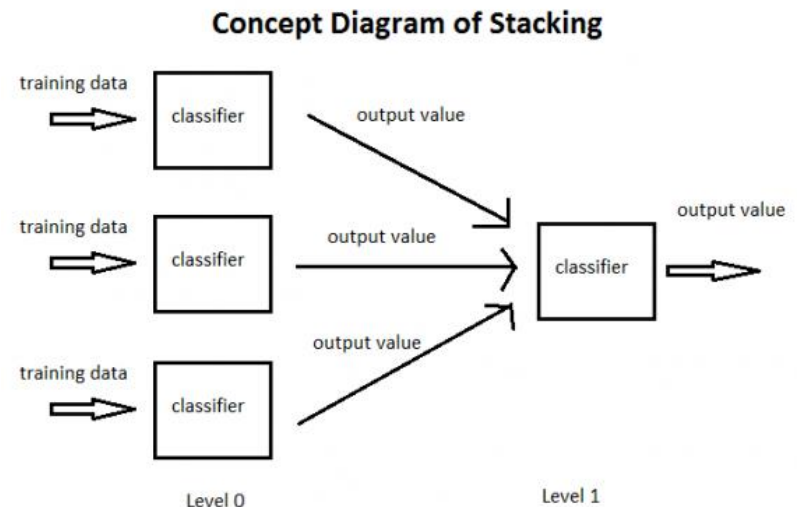 Concept Diagram of Stacking
training data
classifier
output value
training data
classifier
output value
classifier
output value
training data
classifier
output value
Level 0
Level 1